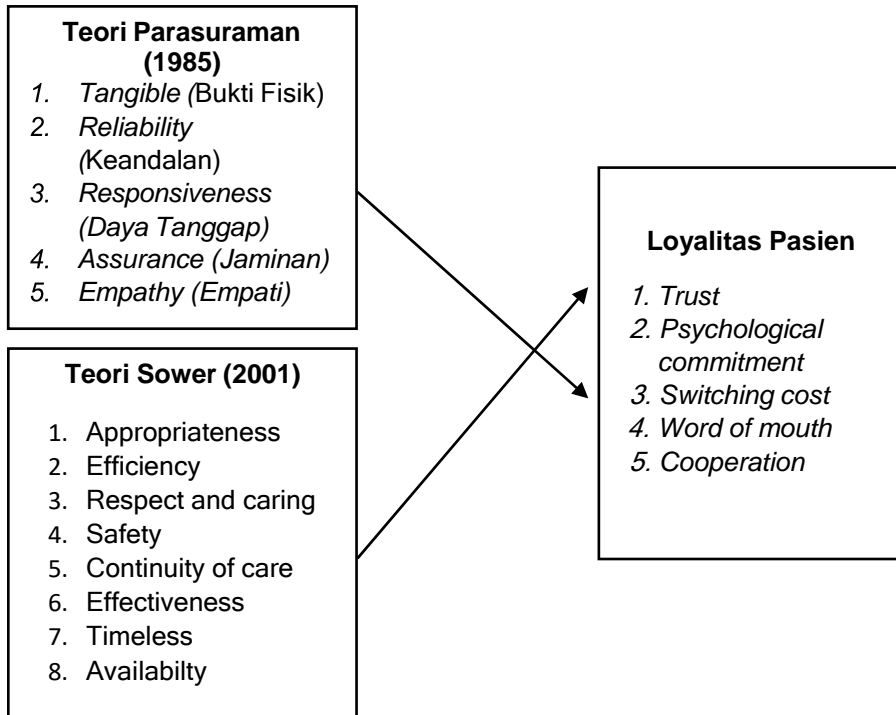 Teori Parasuraman
(1985)
1. Tangible (Bukti Fisik)
2. Reliability
(Keandalan)
3. Responsiveness
(Daya Tanggap)
4. Assurance (Jaminan)
5. Empathy (Empati)
Teori Sower (2001)
1. Appropriateness
2. Efficiency
3. Respect and caring
4. Safety
5. Continuity of care
6. Effectiveness
7. Timeless
8. Availabilty
Loyalitas Pasien
1. Trust
2. Psychological
commitment
3. Switching cost
4. Word of mouth
5. Cooperation